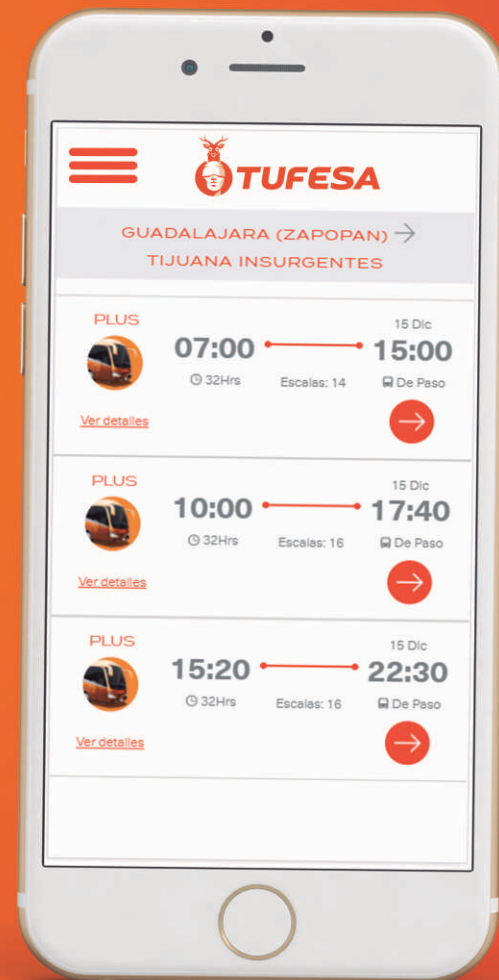 TUFESA
GUADALAJARA (ZAPOPAN)
TIJUANA INSURGENTES
PLUS
15 Dic
07:00
15:00
32Hrs
Escalas: 14
De Paso
Ver detalles
PLUS
15 Dic
10:00
17:40
32Hrs
Escalas: 16
De Paso
Ver detalles
PLUS
15 Dic
15:20
22:30
32Hrs
Escalas: 16
De Paso
Ver detalles